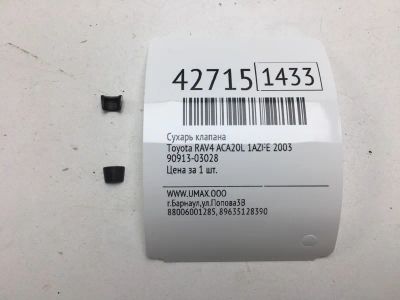 42715 1433
Сухарь клапана
Toyota RAV4 ACA20L 1AZFE 2003
90913-03028
Цена за 1 шт.
WWW.UMAX.OOO
г.Барнаул,ул.Попова3В
88006001285, 89635128390